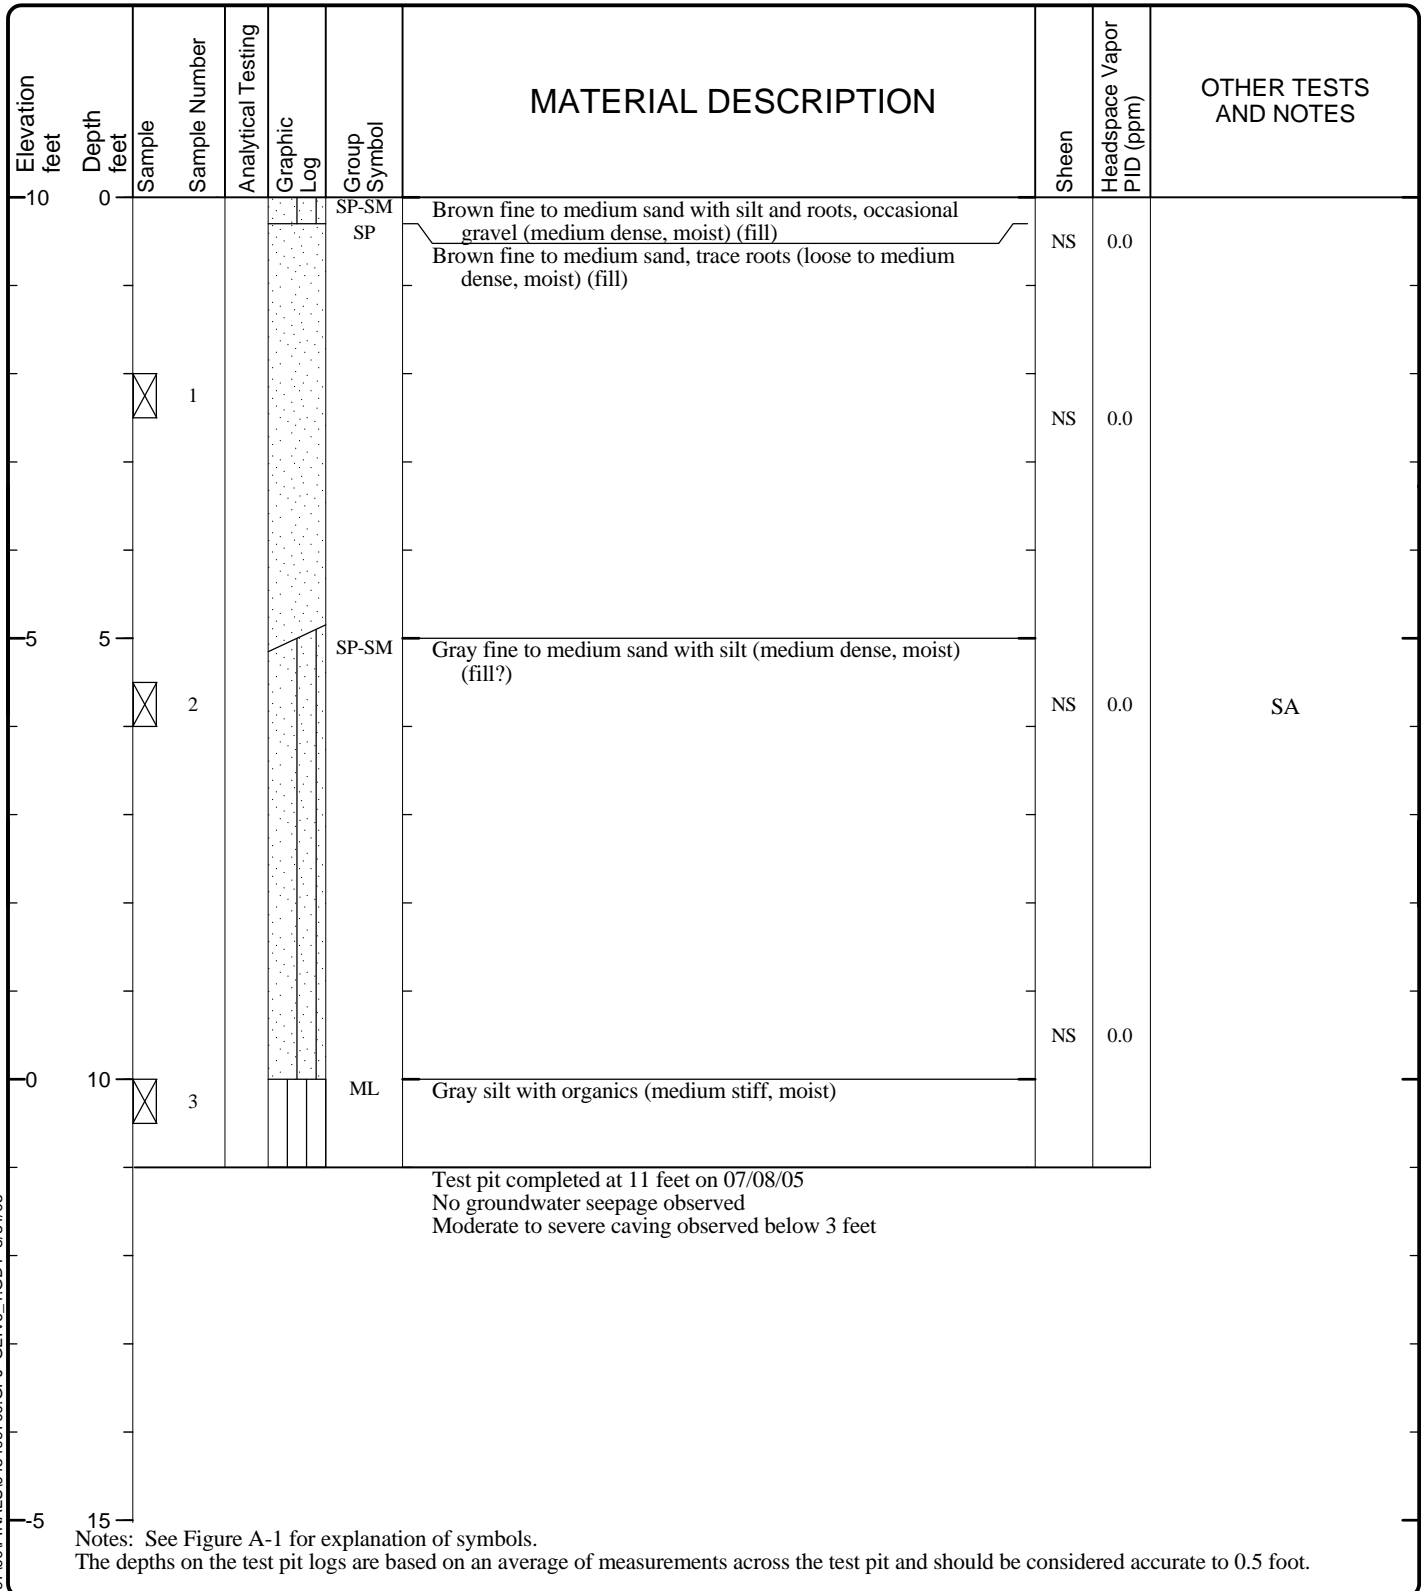 Elevation
feet
Depth
feet
Sample
Sample Number
Analytical Testing
Graphic
Log
Group
Symbol
MATERIAL DESCRIPTION
Sheen
Headspace Vapor
PID (ppm)
OTHER TESTS
AND NOTES
10 0
SP-SM Brown fine to medium sand with silt and roots, occasional
gravel (medium dense, moist) (fill)
SP NS 0.0
Brown fine to medium sand, trace roots (loose to medium
dense, moist) (fill)
1
NS 0.0
5 5
SP-SM Gray fine to medium sand with silt (medium dense, moist)
(fill?)
2 NS 0.0 SA
NS 0.0
0 10
ML Gray silt with organics (medium stiff, moist)
3
Test pit completed at 11 feet on 07/08/05
No groundwater seepage observed
Moderate to severe caving observed below 3 feet
-5 15
Notes: See Figure A-1 for explanation of symbols.
The depths on the test pit logs are based on an average of measurements across the test pit and should be considered accurate to 0.5 foot.